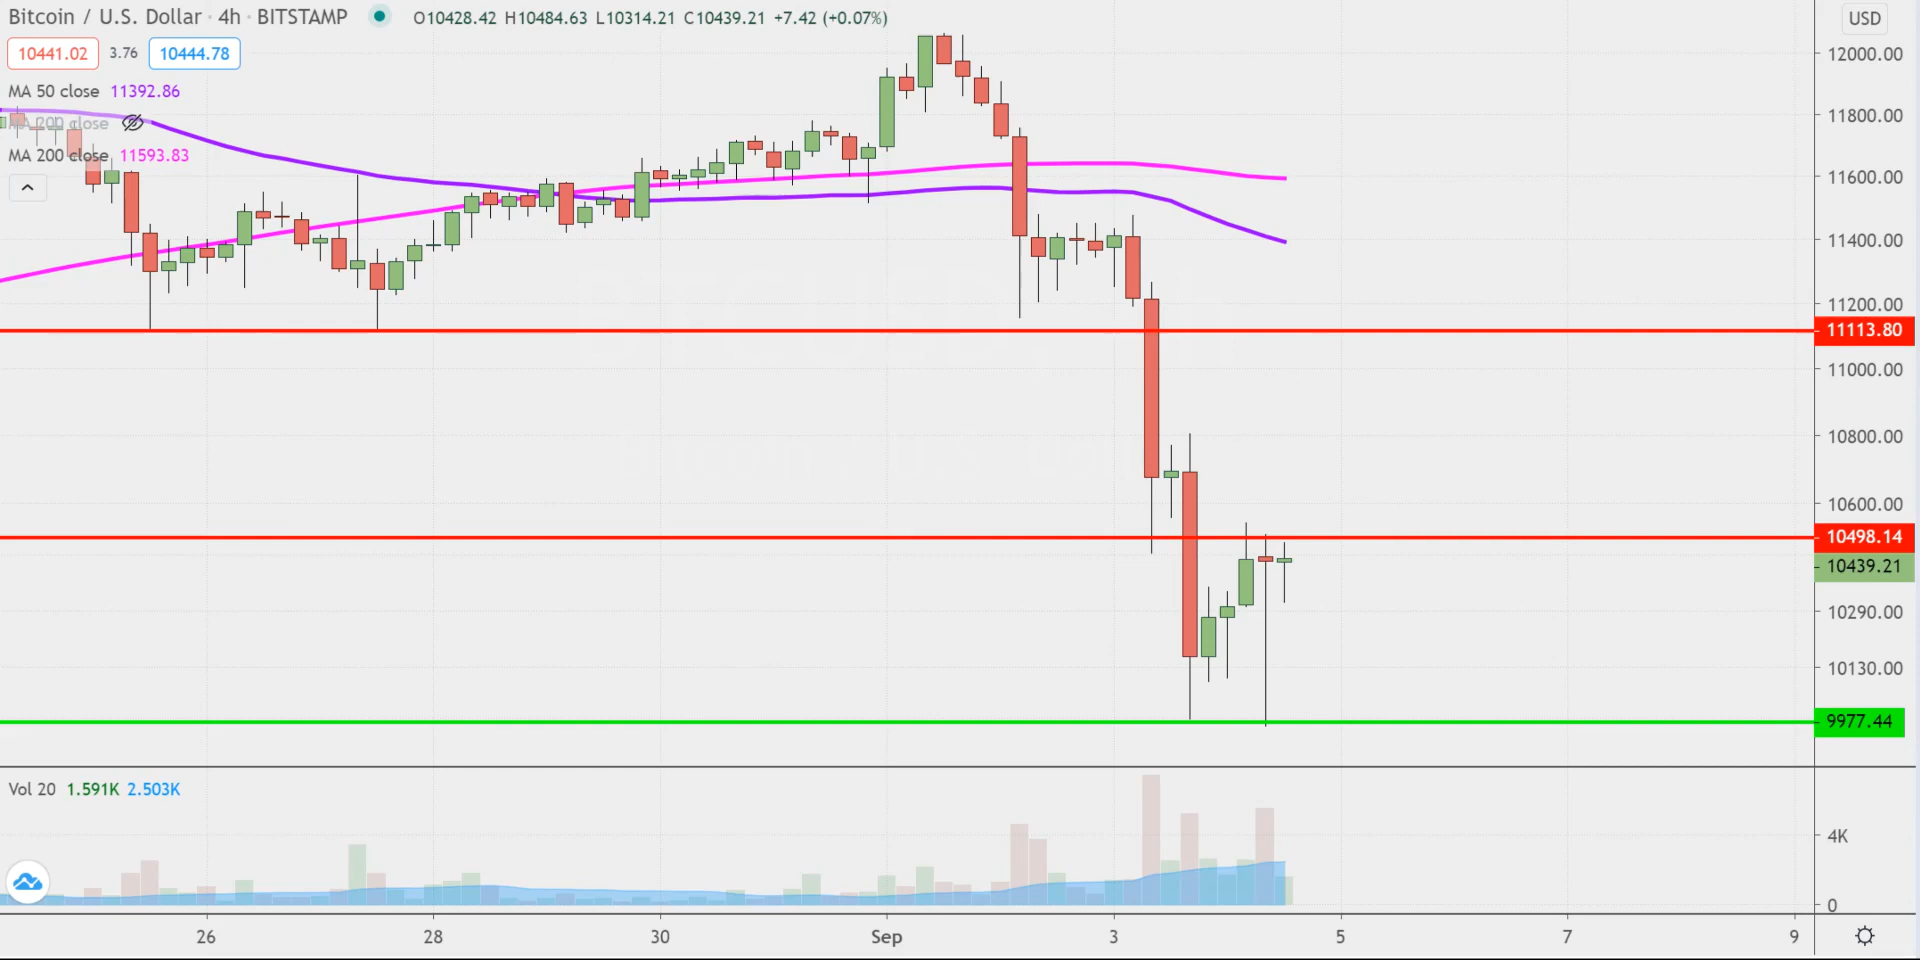 Bitcoin / U.S. Dollar · 4h · BITSTAMP O10428.42 H10484.63 L10314.21 C10439.21 +7.42 (+0.07%)
USD
10441.02 3.76 10444.78
MA 50 close 11392.86
MA 200 close
MA 200 close 11593.83
12000.00
11800.00
11600.00
11400.00
11200.00
11113.80
11000.00
10800.00
10600.00
10498.14
10439.21
10290.00
10130.00
9977.44
Vol 20 1.591K 2.503K
4K
0
26 28 30 Sep 3 5 7 9